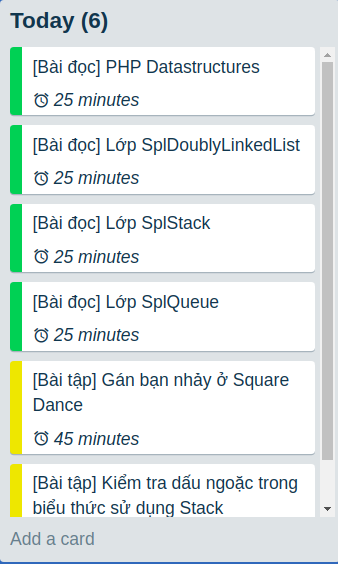 Today (6)
[Bài đọc] PHP Datastructures
25 minutes
[Bài đọc] Lớp SplDoublyLinkedList
25 minutes
[Bài đọc] Lớp SplStack
25 minutes
[Bài đọc] Lớp SplQueue
25 minutes
[Bài tập] Gán bạn nhảy ở Square
Dance
45 minutes
[Bài tập] Kiểm tra dấu ngoặc trong
biểu thức sử dụng Stack
Add a card